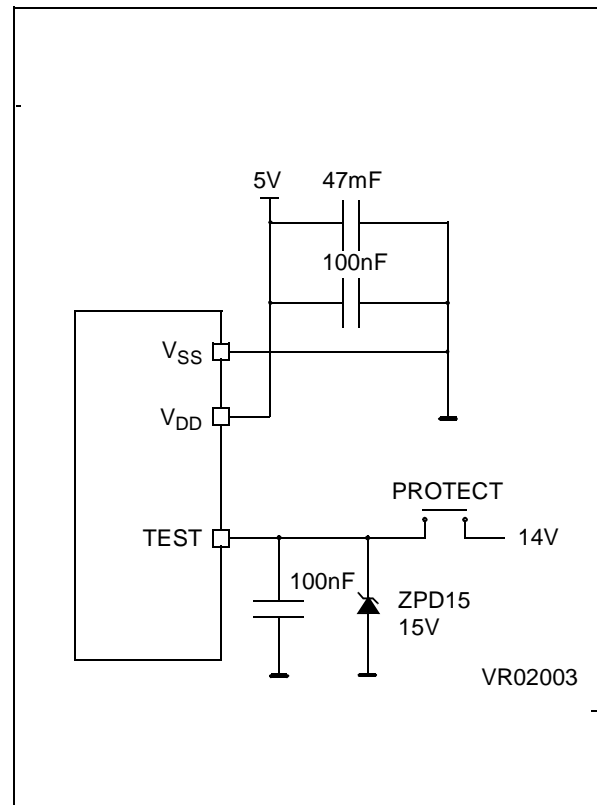 5V 47mF
100nF
VSS
VDD
PROTECT
TEST 14V
100nF ZPD15
15V
VR02003